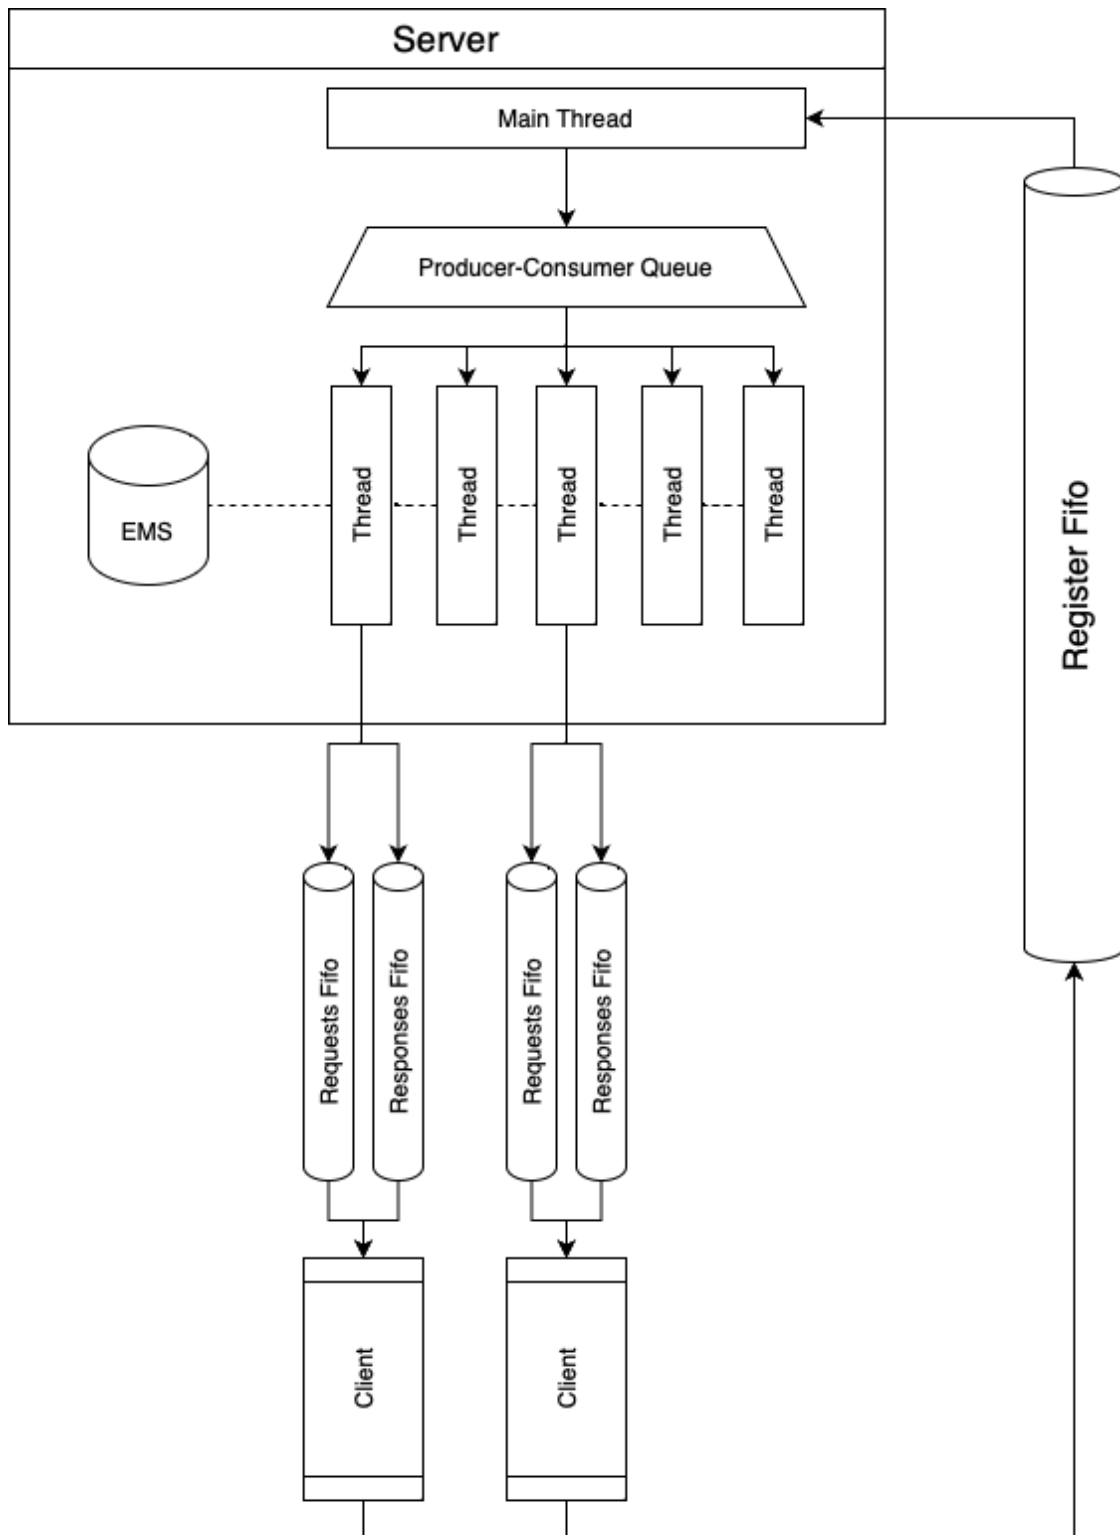 Server
Main Thread
Producer-Consumer Queue
Thread
Thread
Thread
Thread
Thread
EMS
Register Fifo
Requests Fifo
Responses Fifo
Requests Fifo
Responses Fifo
Client
Client